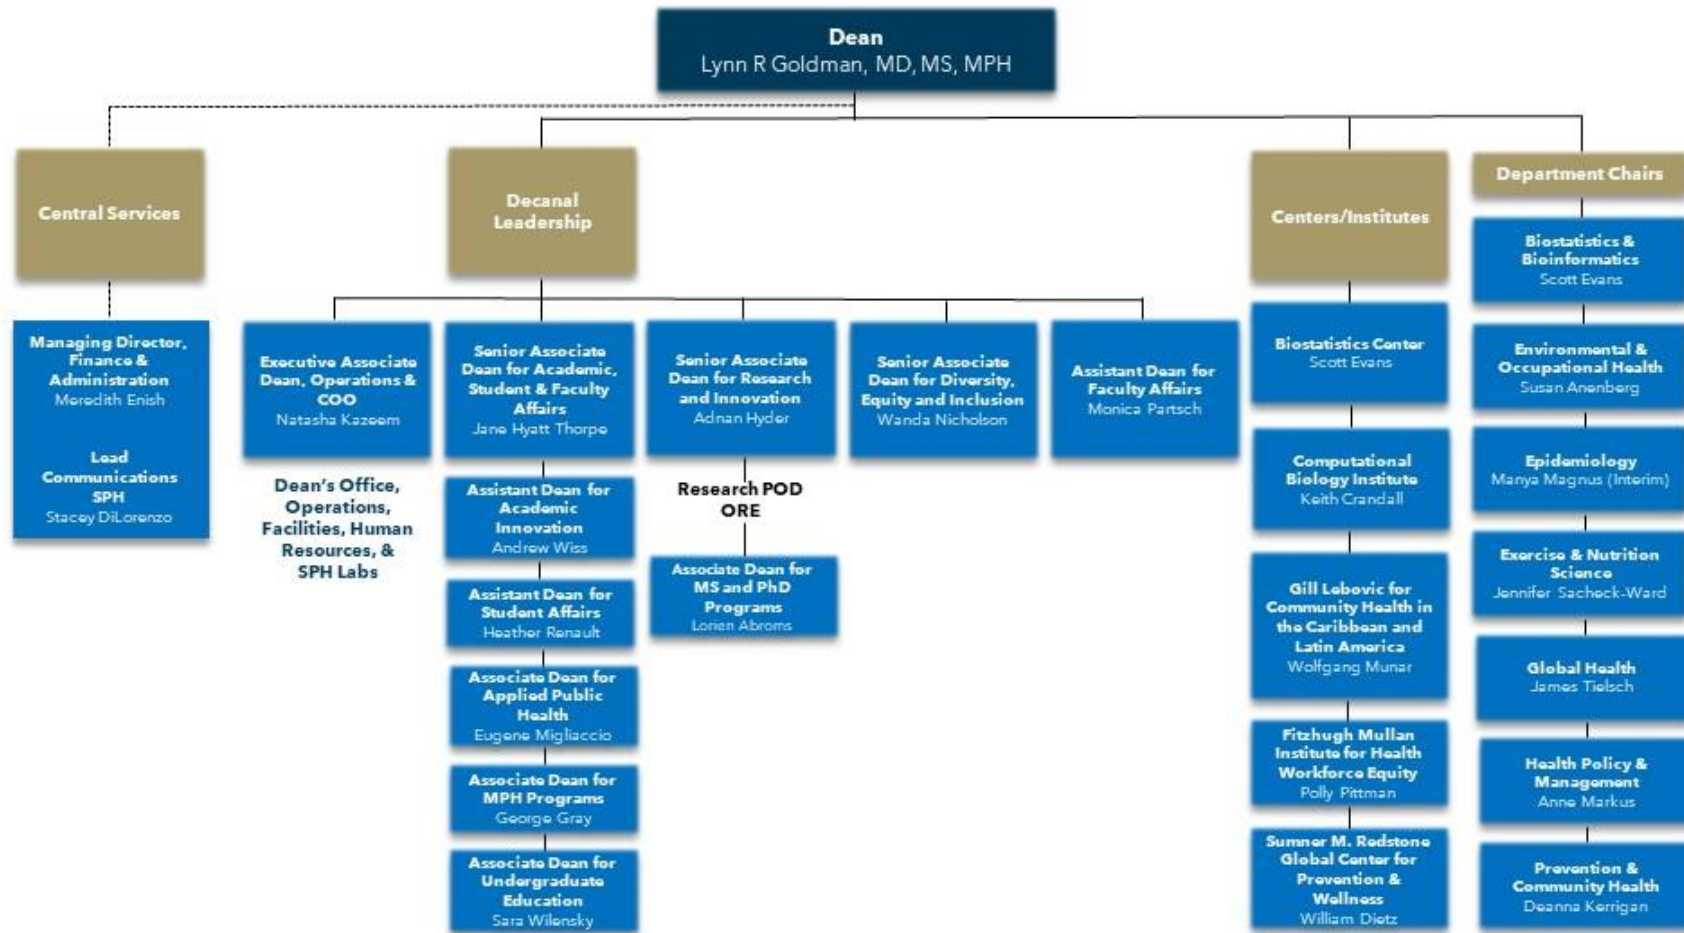 Dean
Lynn R Goldman, MD, MS, MPH
Central Services
Managing Director,
Finance &
Administration
Meredith Enish
Lead
Communications
SPH
Stacey DiLorenzo
Decanal
Leadership
Executive Associate
Dean, Operations &
COO
Natasha Kazeem
Dean's Office,
Operations,
Facilities, Human
Resources, &
SPH Labs
Senior Associate
Dean for Academic,
Student & Faculty
Affairs
Jane Hyatt Thorpe
Assistant Dean for
Academic
Innovation
Andrew Wiss
Assistant Dean for
Student Affairs
Heather Renault
Associate Dean for
Applied Public
Health
Eugene Migliaccio
Associate Dean for
MPH Programs
George Gray
Associate Dean for
Undergraduate
Education
Sara Wilensky
Senior Associate
Dean for Research
and Innovation
Adnan Hyder
Research POD
ORE
Associate Dean for
MS and PhD
Programs
Lorien Abroms
Senior Associate
Dean for Diversity,
Equity and Inclusion
Wanda Nicholson
Assistant Dean for
Faculty Affairs
Monica Partsch
Centers/Institutes
Biostatistics Center
Scott Evans
Computational
Biology Institute
Keith Crandall
Gill Lebovic for
Community Health in
the Caribbean and
Latin America
Wolfgang Munar
Fitzhugh Mullan
Institute for Health
Workforce Equity
Polly Pittman
Sumner M. Redstone
Global Center for
Prevention &
Wellness
William Dietz
Department Chairs
Biostatistics &
Bioinformatics
Scott Evans
Environmental &
Occupational Health
Susan Anenberg
Epidemiology
Manya Magnus (Interim)
Exercise & Nutrition
Science
Jennifer Sacheck-Ward
Global Health
James Tielsch
Health Policy &
Management
Anne Markus
Prevention &
Community Health
Deanna Kerrigan